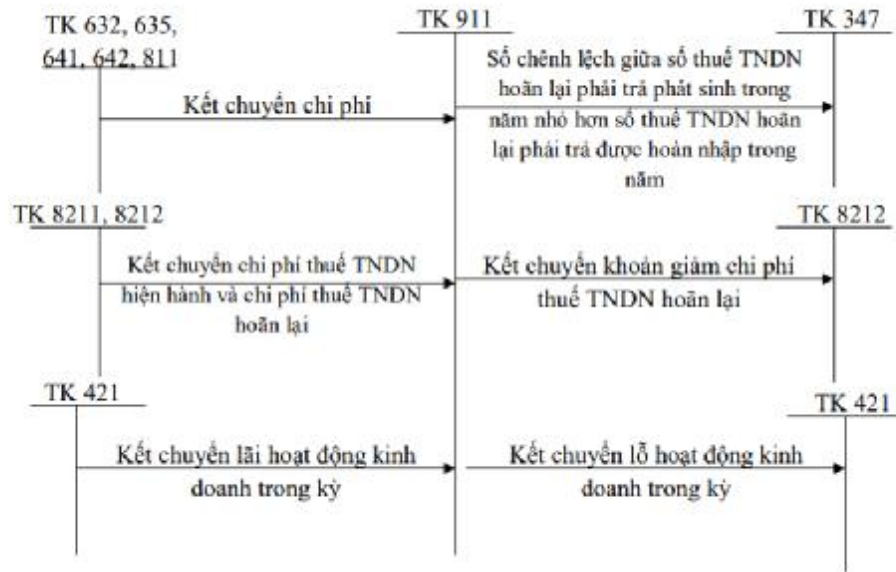 TK 632, 635,
641, 642, 811
TK 911
TK 347
Kết chuyển chi phí
Số chênh lệch giữa số thuế TNDN
hoãn lại phải trả phát sinh trong
năm nhỏ hơn số thuế TNDN hoãn
lại phải trả được hoàn nhập trong
năm
TK 8211, 8212
TK 8212
Kết chuyển chi phí thuế TNDN
hiện hành và chi phí thuế TNDN
hoãn lại
Kết chuyển khoản giảm chi phí
thuế TNDN hoãn lại
TK 421
TK 421
Kết chuyển lãi hoạt động kinh
doanh trong kỳ
Kết chuyển lỗ hoạt động kinh
doanh trong kỳ